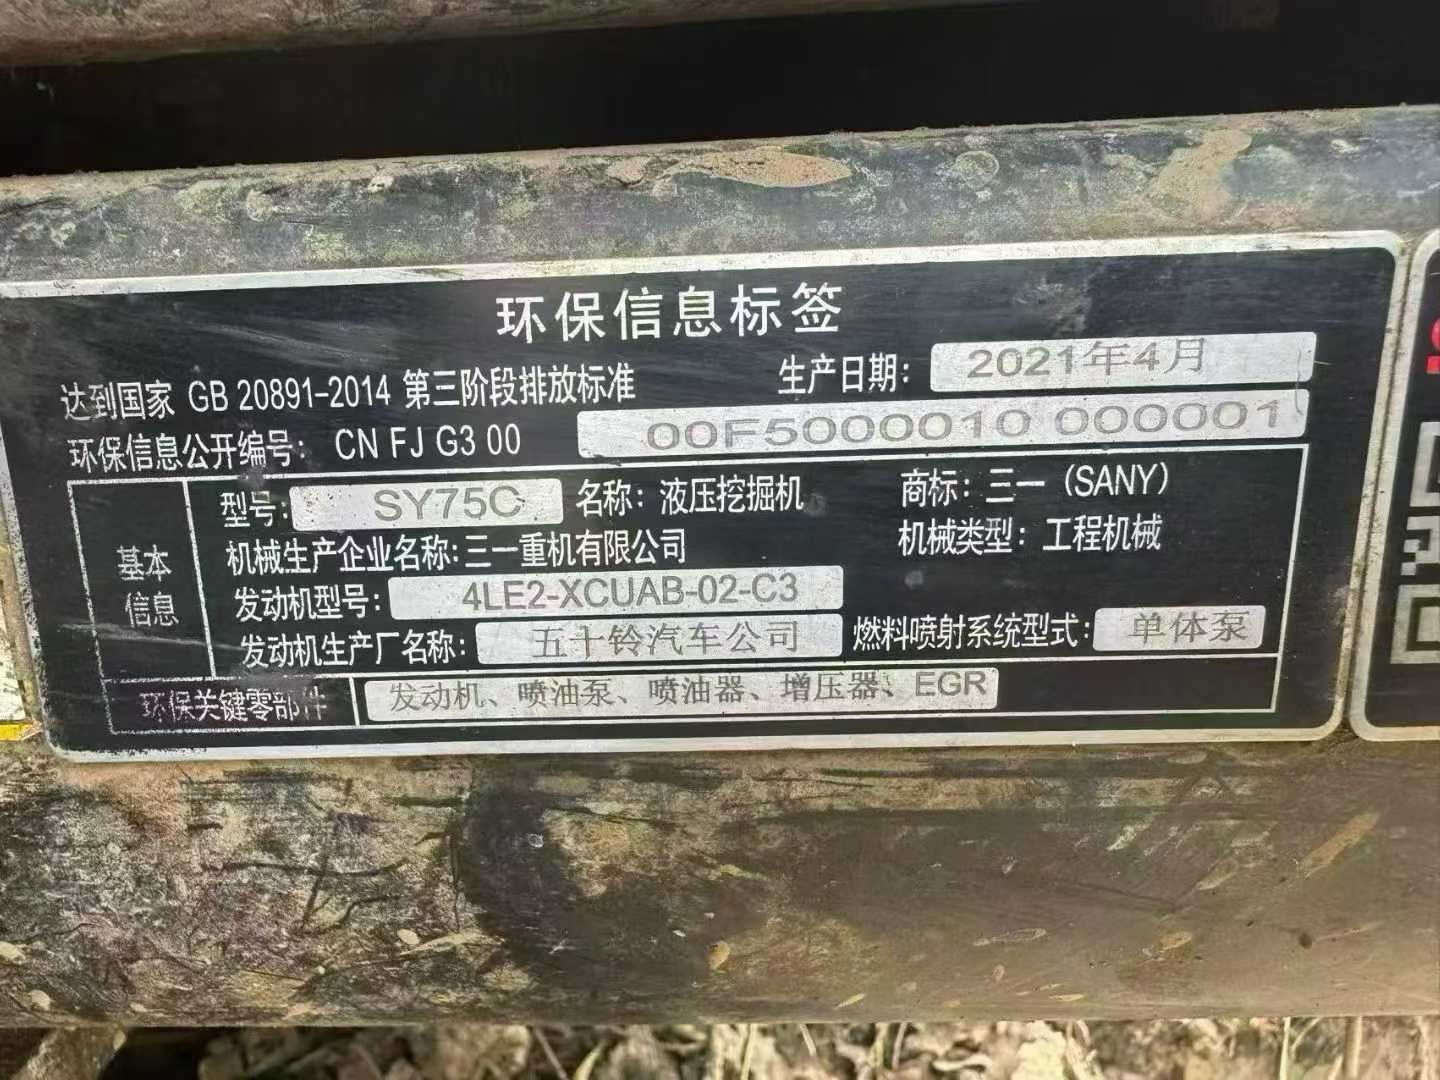 环保信息标签
达到国家 GB 20891-2014 第三阶段排放标准 生产日期: 2021年4月
环保信息公开编号: CN FJ G3 00 00F5000010 000001
基本信息
型号: SY75C 名称: 液压挖掘机 商标: 三一 (SANY)
机械生产企业名称: 三一重机有限公司 机械类型: 工程机械
发动机型号: 4LE2-XCUAB-02-C3
发动机生产厂名称: 五十铃汽车公司 燃料喷射系统型式: 单体泵
环保关键零部件 发动机、喷油泵、喷油器、增压器、EGR